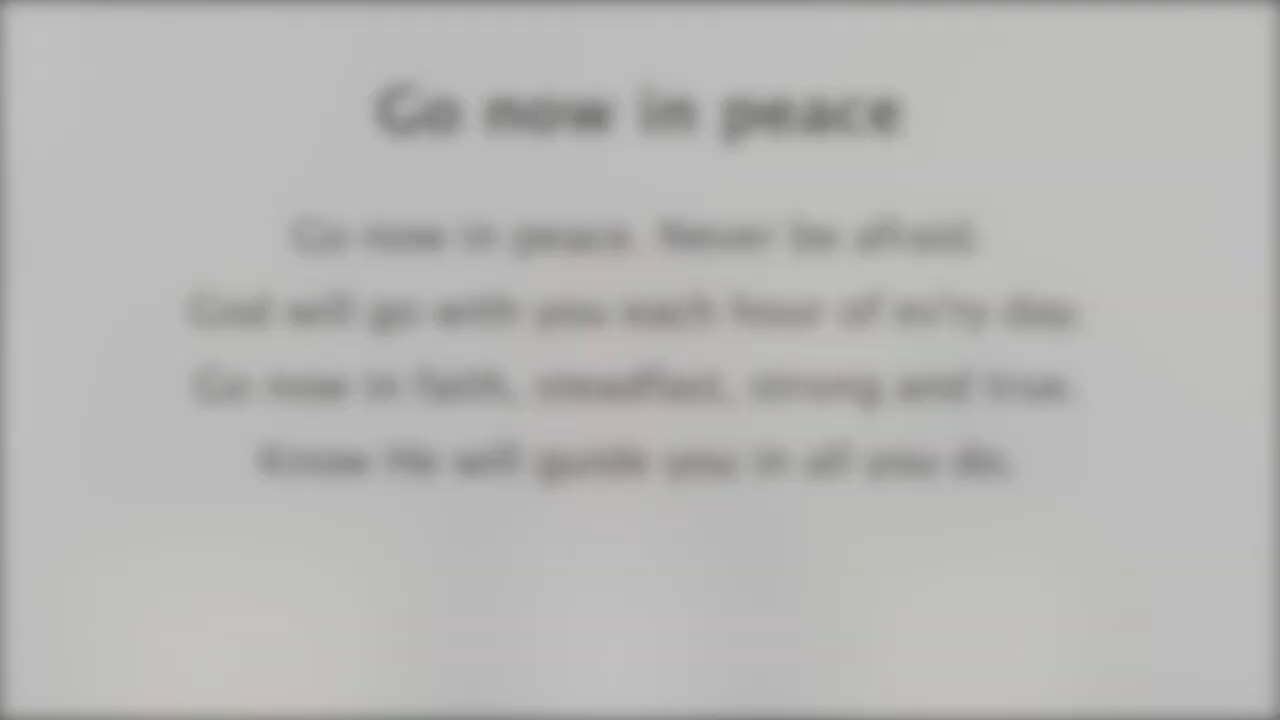 Go now in peace
Go now in peace. Never be afraid.
God will go with you each hour of ev'ry day.
Go now in faith, steadfast, strong and true.
Know He will guide you in all you do.